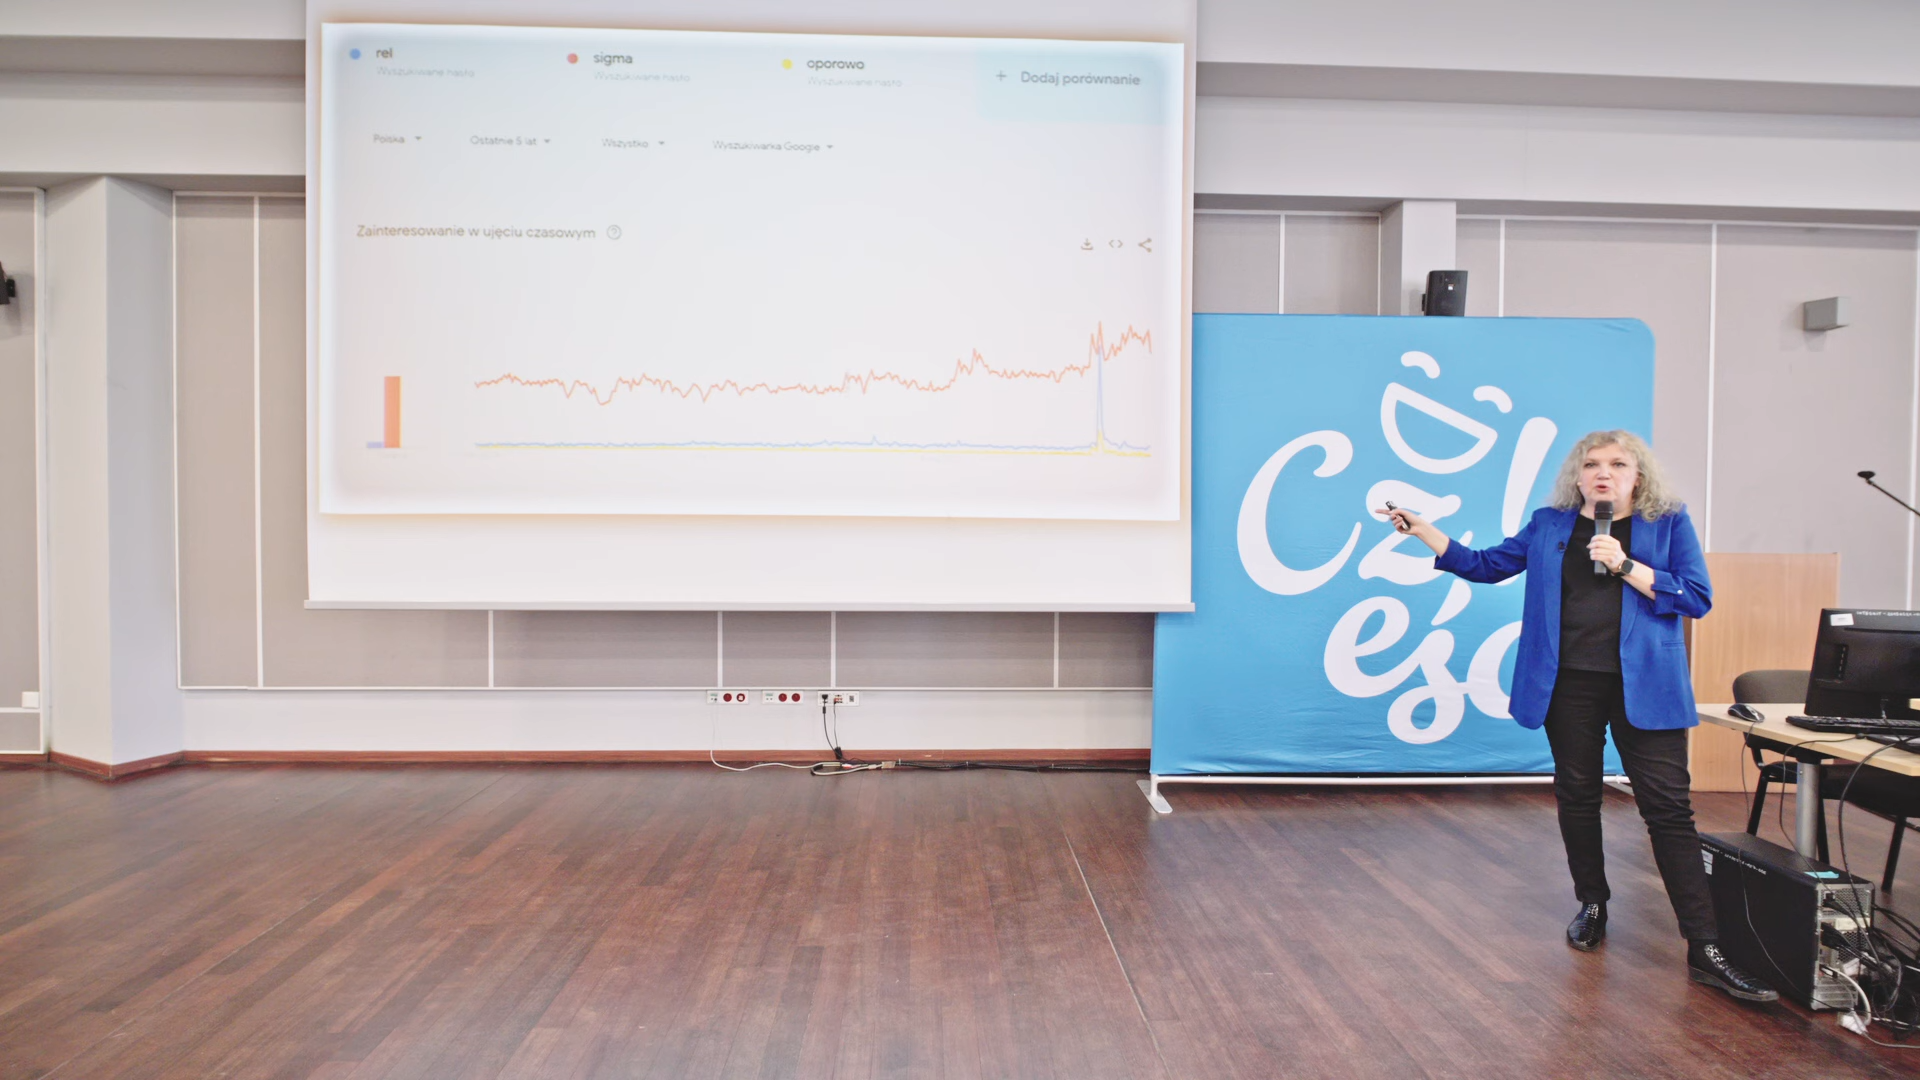 rel
sigma
oporowo
+ Dodaj porównanie
Wyszukiwane hasło
Wyszukiwane hasło
Wyszukiwane hasło
Polska
Ostatnie 5 lat
Wszystko
Wyszukiwarka Google
Zainteresowanie w ujęciu czasowym
Cz!
eść